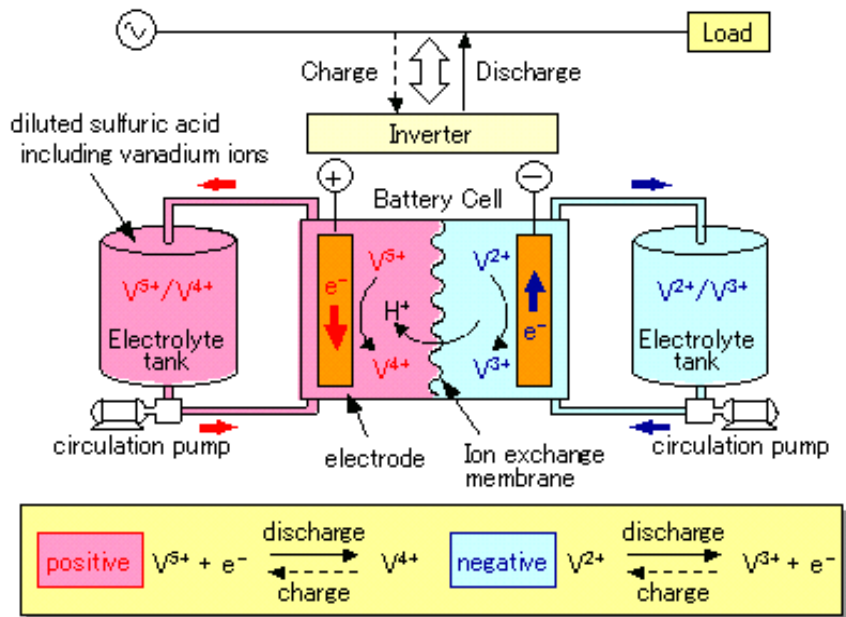 Load
Charge
Discharge
Inverter
diluted sulfuric acid
including vanadium ions
+
−
Battery Cell
V⁵⁺/V⁴⁺
Electrolyte
tank
e⁻
V⁵⁺
H⁺
V⁴⁺
V²⁺
V³⁺
e⁻
V²⁺/V³⁺
Electrolyte
tank
circulation pump
electrode
Ion exchange
membrane
circulation pump
positive V⁵⁺ + e⁻ discharge V⁴⁺ negative V²⁺ discharge V³⁺ + e⁻
charge charge